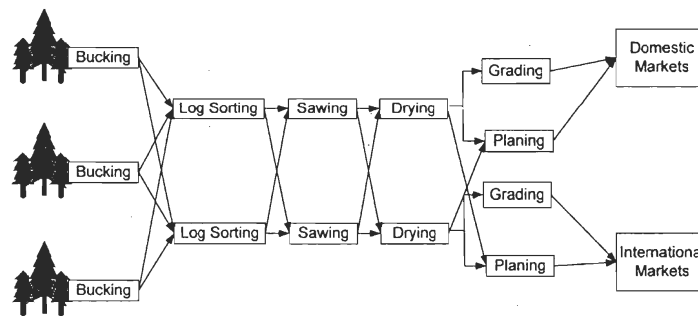 Bucking
Bucking
Bucking
Log Sorting
Log Sorting
Sawing
Sawing
Drying
Drying
Grading
Planing
Grading
Planing
Domestic
Markets
International
Markets